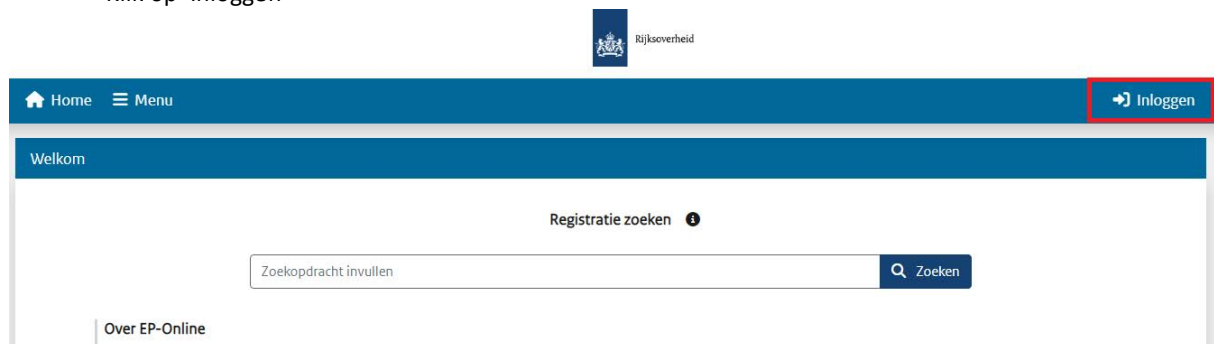 Rijksoverheid
Home Menu Inloggen
Welkom
Registratie zoeken
Zoekopdracht invullen Zoeken
Over EP-Online